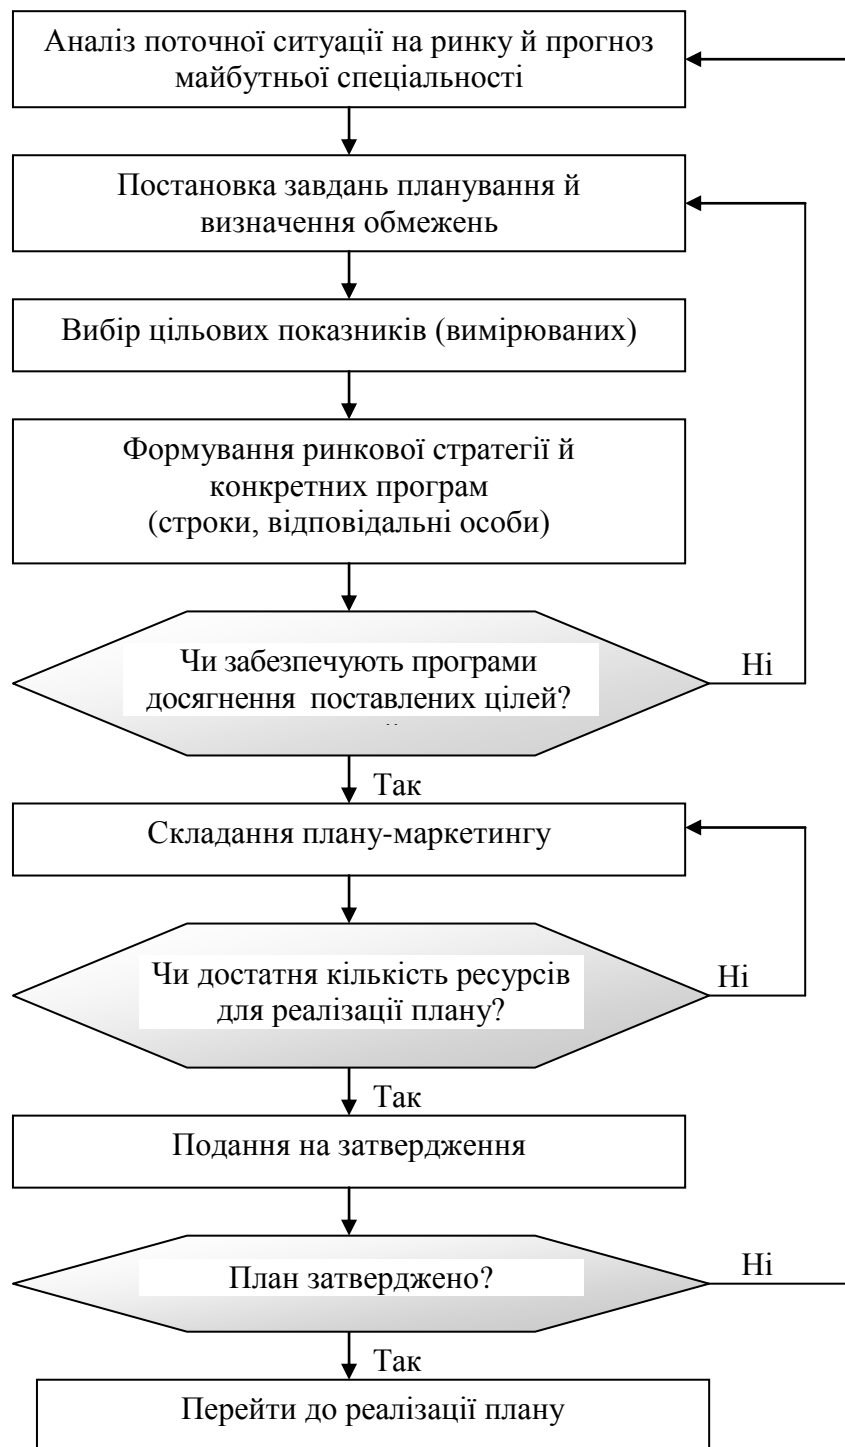 Аналіз поточної ситуації на ринку й прогноз
майбутньої спеціальності
Постановка завдань планування й
визначення обмежень
Вибір цільових показників (вимірюваних)
Формування ринкової стратегії й
конкретних програм
(строки, відповідальні особи)
Чи забезпечують програми
досягнення поставлених цілей?
Ні
Так
Складання плану-маркетингу
Чи достатня кількість ресурсів
для реалізації плану?
Ні
Так
Подання на затвердження
План затверджено?
Ні
Так
Перейти до реалізації плану